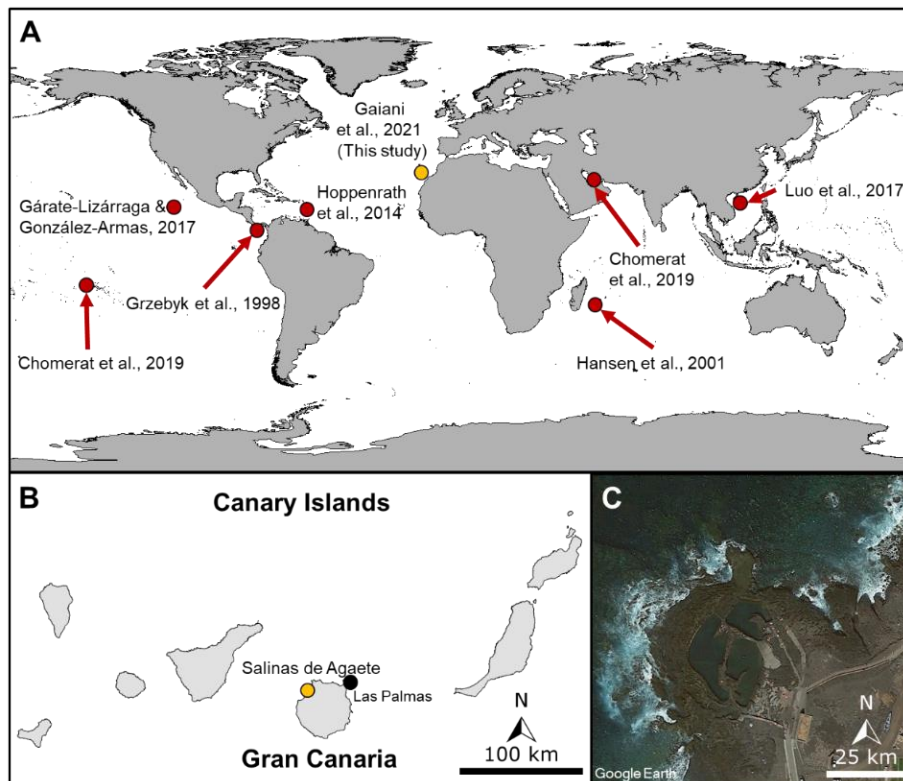 A
Gaiani
et al., 2021
(This study)
Hoppenrath
et al., 2014
Gárate-Lizárraga &
González-Armas, 2017
Luo et al., 2017
Chomerat
et al., 2019
Grzebyk et al., 1998
Chomerat et al., 2019
Hansen et al., 2001
B
Canary Islands
Salinas de Agaete
Las Palmas
N
100 km
Gran Canaria
C
N
25 km
Google Earth